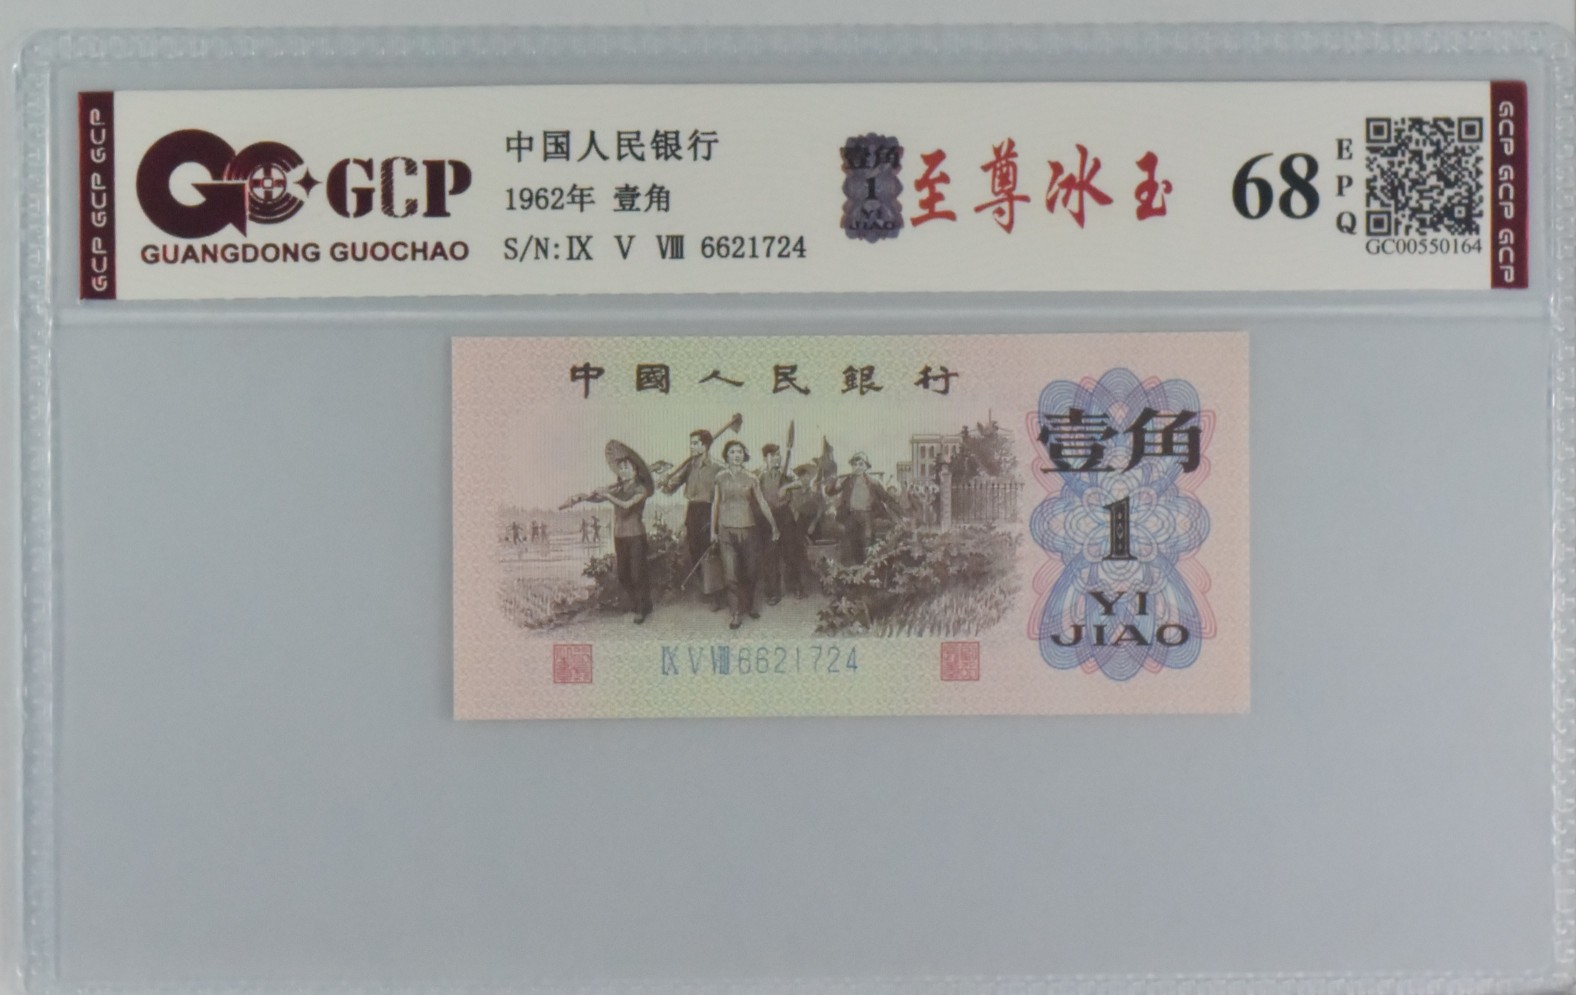 GCP GCP GCP
GCP
GUANGDONG GUOCHAO
中国人民银行
1962年 壹角
S/N: Ⅸ Ⅴ Ⅷ 6621724
壹角
1
YI
JIAO
至尊冰玉
68
EPQ
GC00550164
GCP GCP GCP
中國人民銀行
壹角
1
YI
JIAO
Ⅸ Ⅴ Ⅷ 6621724